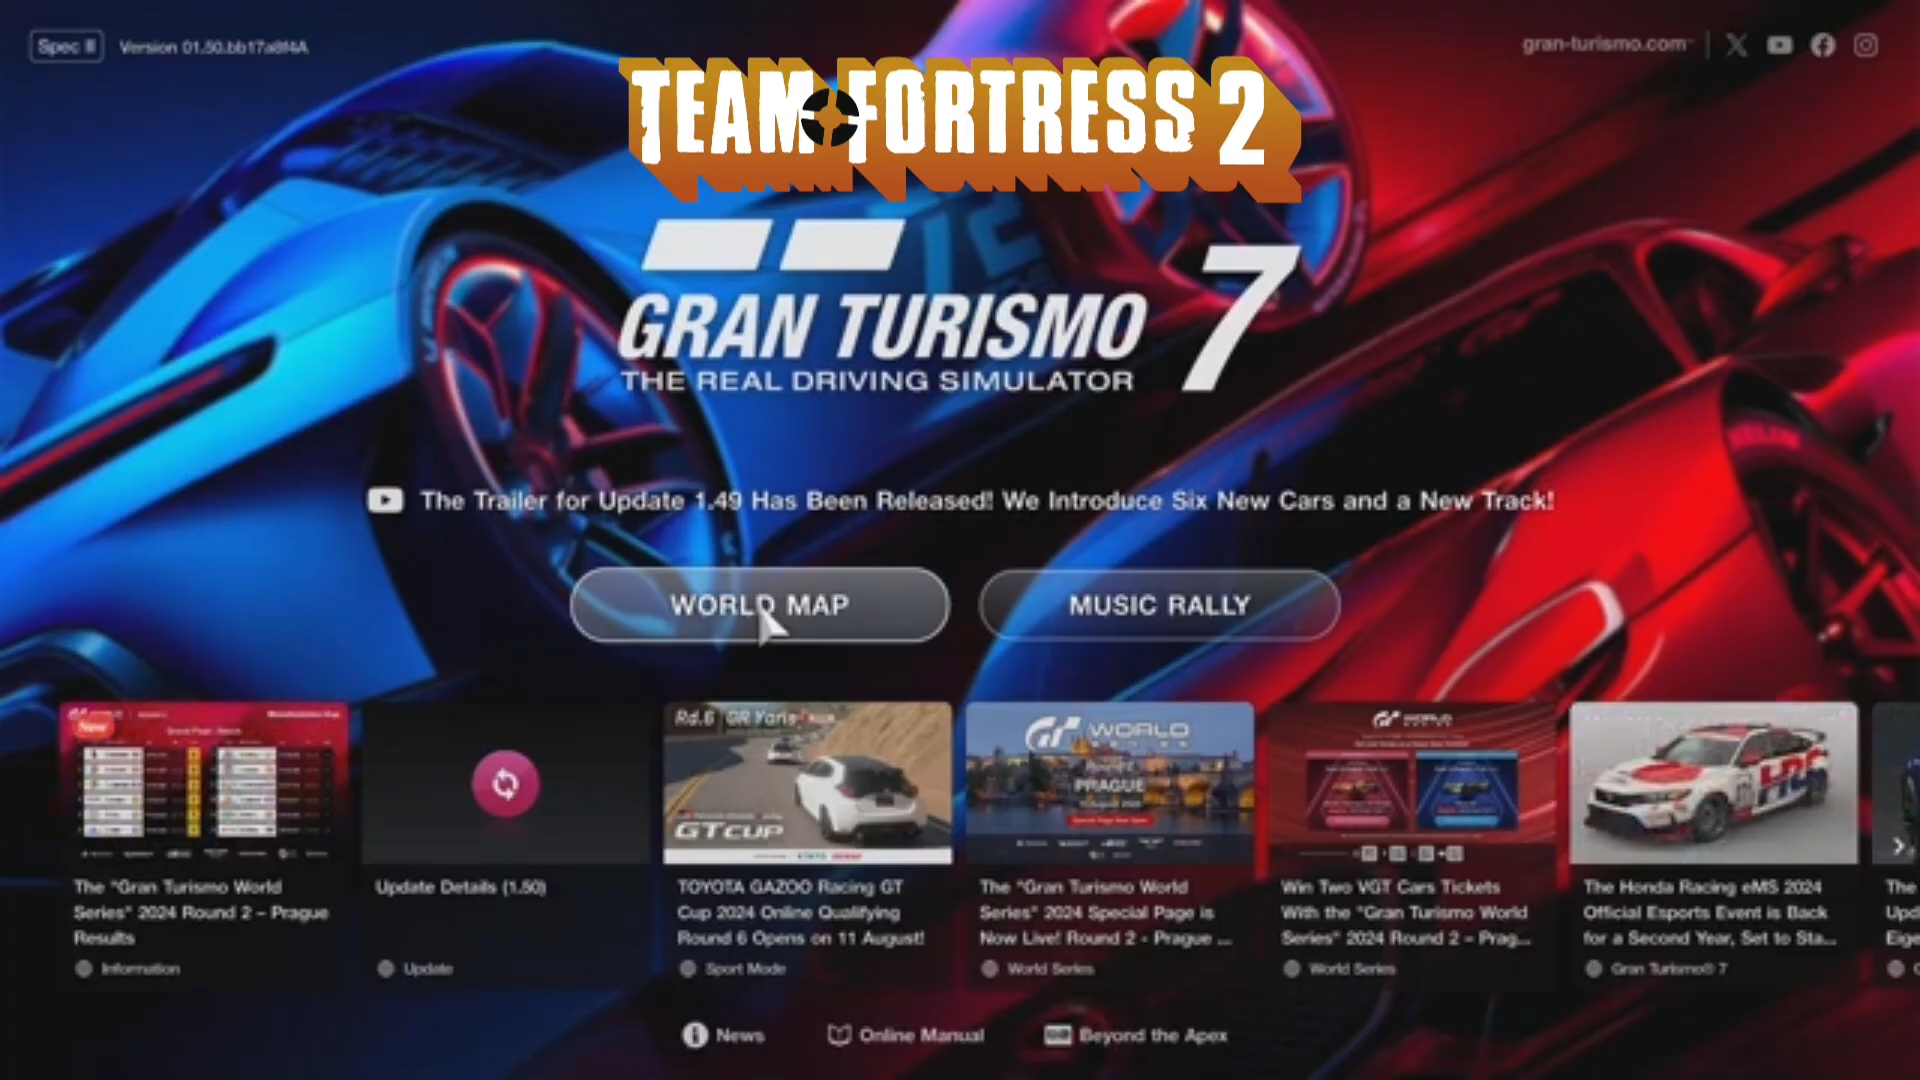 Spec II Version 01.50.bb17a8f4A
gran-turismo.com
TEAM FORTRESS 2
GRAN TURISMO 7
THE REAL DRIVING SIMULATOR
The Trailer for Update 1.49 Has Been Released! We Introduce Six New Cars and a New Track!
WORLD MAP
MUSIC RALLY
New
The "Gran Turismo World
Series" 2024 Round 2 – Prague
Results
Information
Update Details (1.50)
Update
Rd.6 GR Yaris
GT CUP
TOYOTA GAZOO Racing GT
Cup 2024 Online Qualifying
Round 6 Opens on 11 August!
Sport Mode
GT WORLD
SERIES
PRAGUE
The "Gran Turismo World
Series" 2024 Special Page is
Now Live! Round 2 - Prague ...
World Series
Win Two VGT Cars Tickets
With the "Gran Turismo World
Series" 2024 Round 2 – Prag...
World Series
The Honda Racing eMS 2024
Official Esports Event is Back
for a Second Year, Set to Sta...
Gran Turismo® 7
The
Upd
Eige
News
Online Manual
Beyond the Apex